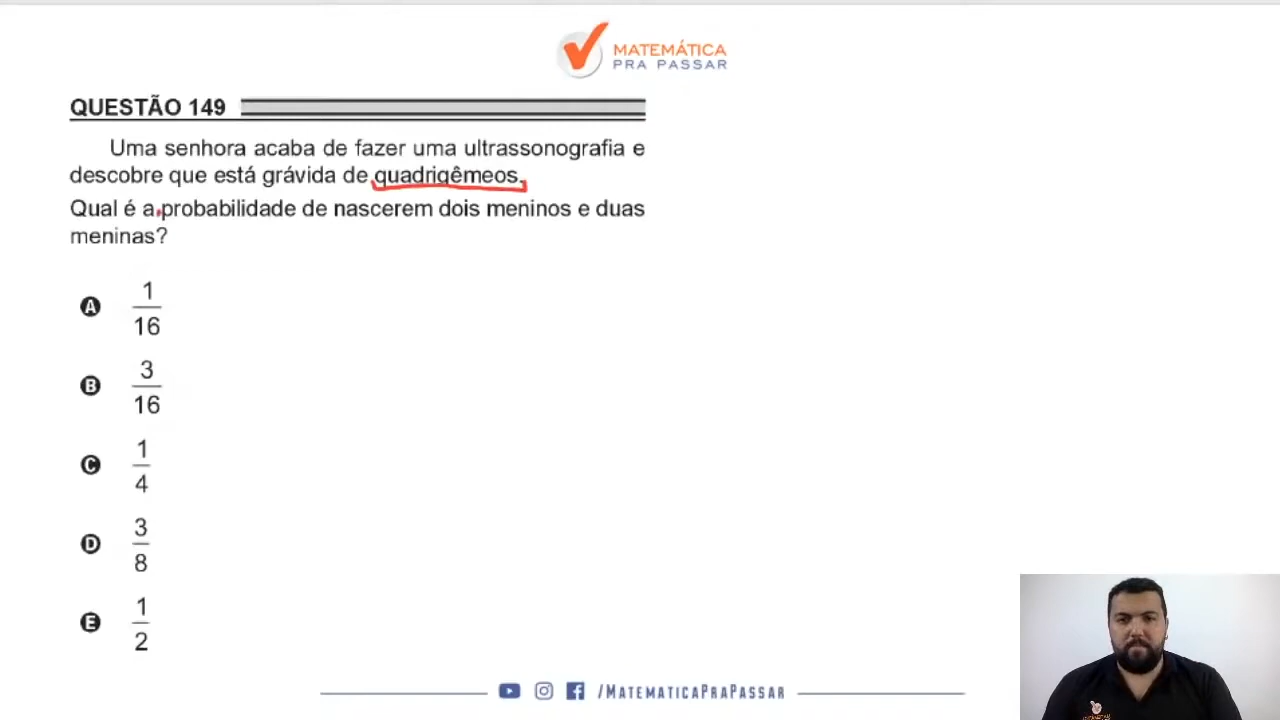 MATEMÁTICA
PRA PASSAR
QUESTÃO 149
Uma senhora acaba de fazer uma ultrassonografia e
descobre que está grávida de quadrigêmeos.
Qual é a probabilidade de nascerem dois meninos e duas
meninas?
A 1/16
B 3/16
C 1/4
D 3/8
E 1/2
/MATEMATICAPRAPASSAR